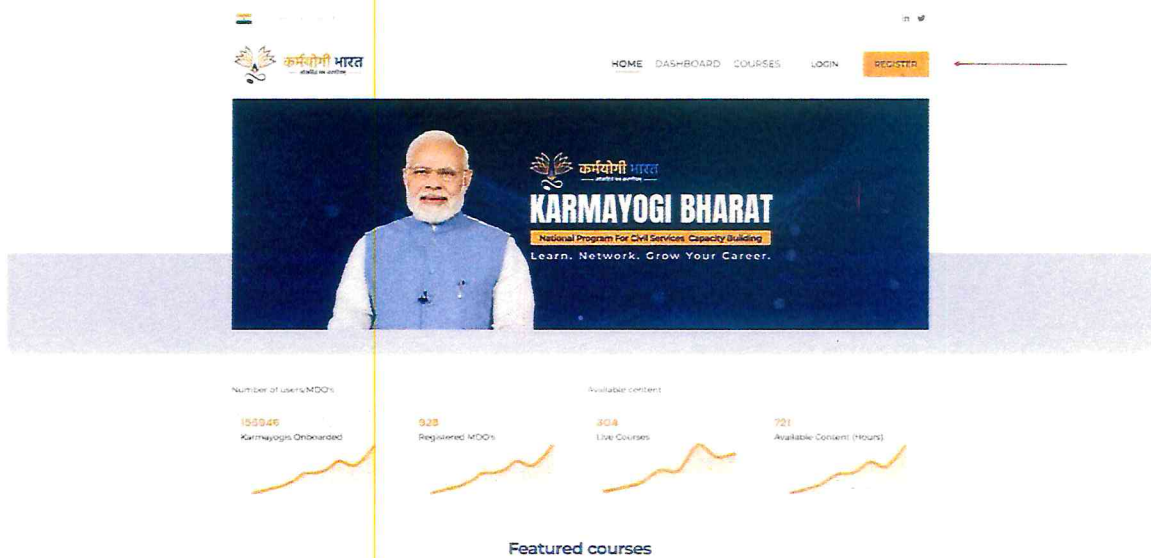 कर्मयोगी भारत
HOME DASHBOARD COURSES LOGIN REGISTER
कर्मयोगी भारत
KARMAYOGI BHARAT
National Program For Civil Services Capacity Building
Learn. Network. Grow Your Career.
Number of users/MDO's Available content
928 304 721
Karmayogis Onboarded Registered MDO's Live Courses Available Content (Hours)
Featured courses